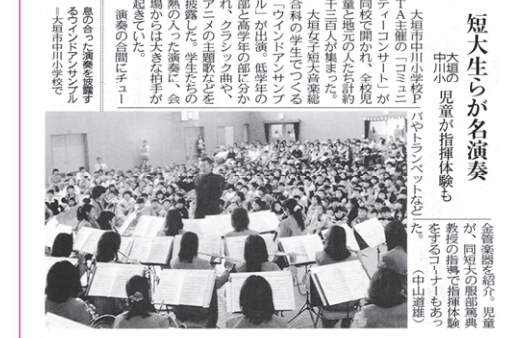 短大生らが名演奏
大垣の
中川小
児童が指揮体験も
大垣市中川小学校P
TA主催の「コミュニ
ティーコンサート」が
同校で開かれ、全校児
童と地元の人たち計約
千三百人が集まった。
大垣女子短大音楽総
合科の学生でつくる
「ウインドアンサンブ
ル」が出演。低学年の
部と高学年の部に分か
れ、クラシック曲や、
アニメの主題歌などを
披露した。学生たちの
熱の入った演奏に、会
場からは大きな拍手が
起きていた。
演奏の合間にチュー
バやトランペットなど
金管楽器を紹介。児童
が、同短大の服部篤典
教授の指導で指揮体験
をするコーナーもあっ
た。
（中山道雄）
息の合った演奏を披露す
るウインドアンサンブル
＝大垣市中川小学校で